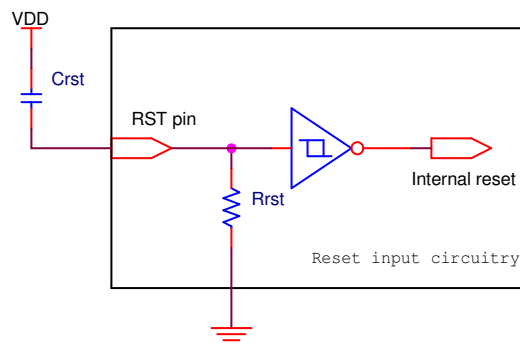 VDD
Crst
RST pin
Rrst
Internal reset
Reset input circuitry